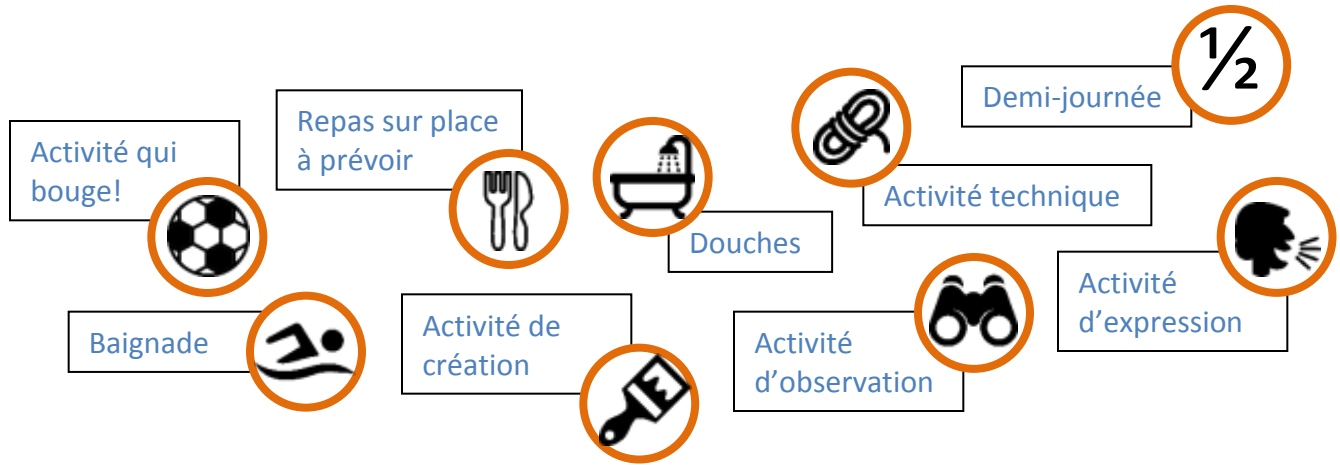 Activité qui
bouge!
Repas sur place
à prévoir
Douches
Activité technique
Demi-journée
½
Baignade
Activité de
création
Activité
d’observation
Activité
d’expression